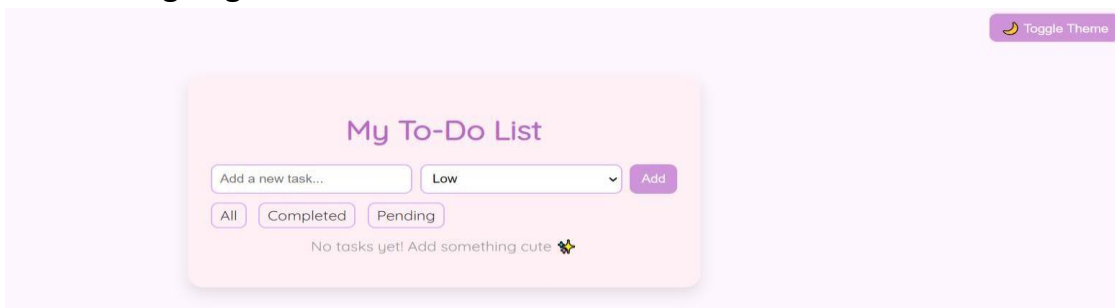 🌙 Toggle Theme
My To-Do List
Add a new task... Low Add
All Completed Pending
No tasks yet! Add something cute ✨